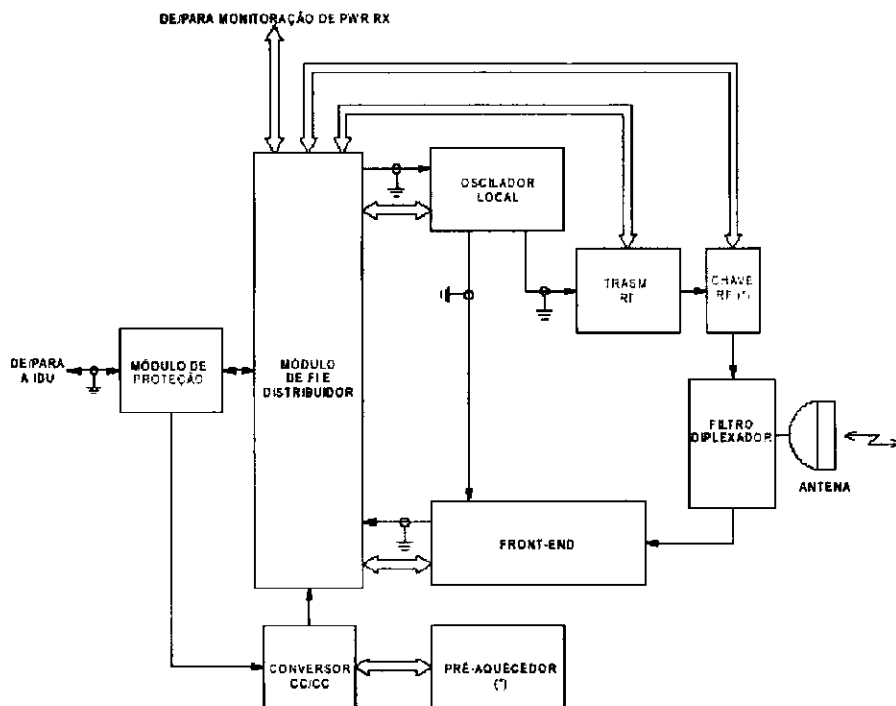 DE/PARA MONITORAÇÃO DE PWR RX
OSCILADOR
LOCAL
TRASM
RF
CHAVE
RF (*)
DE/PARA
A IDU
MÓDULO DE
PROTEÇÃO
MÓDULO
DE FI E
DISTRIBUIDOR
FILTRO
DIPLEXADOR
ANTENA
FRONT-END
CONVERSOR
CC/CC
PRÉ-AQUECEDOR
(*)